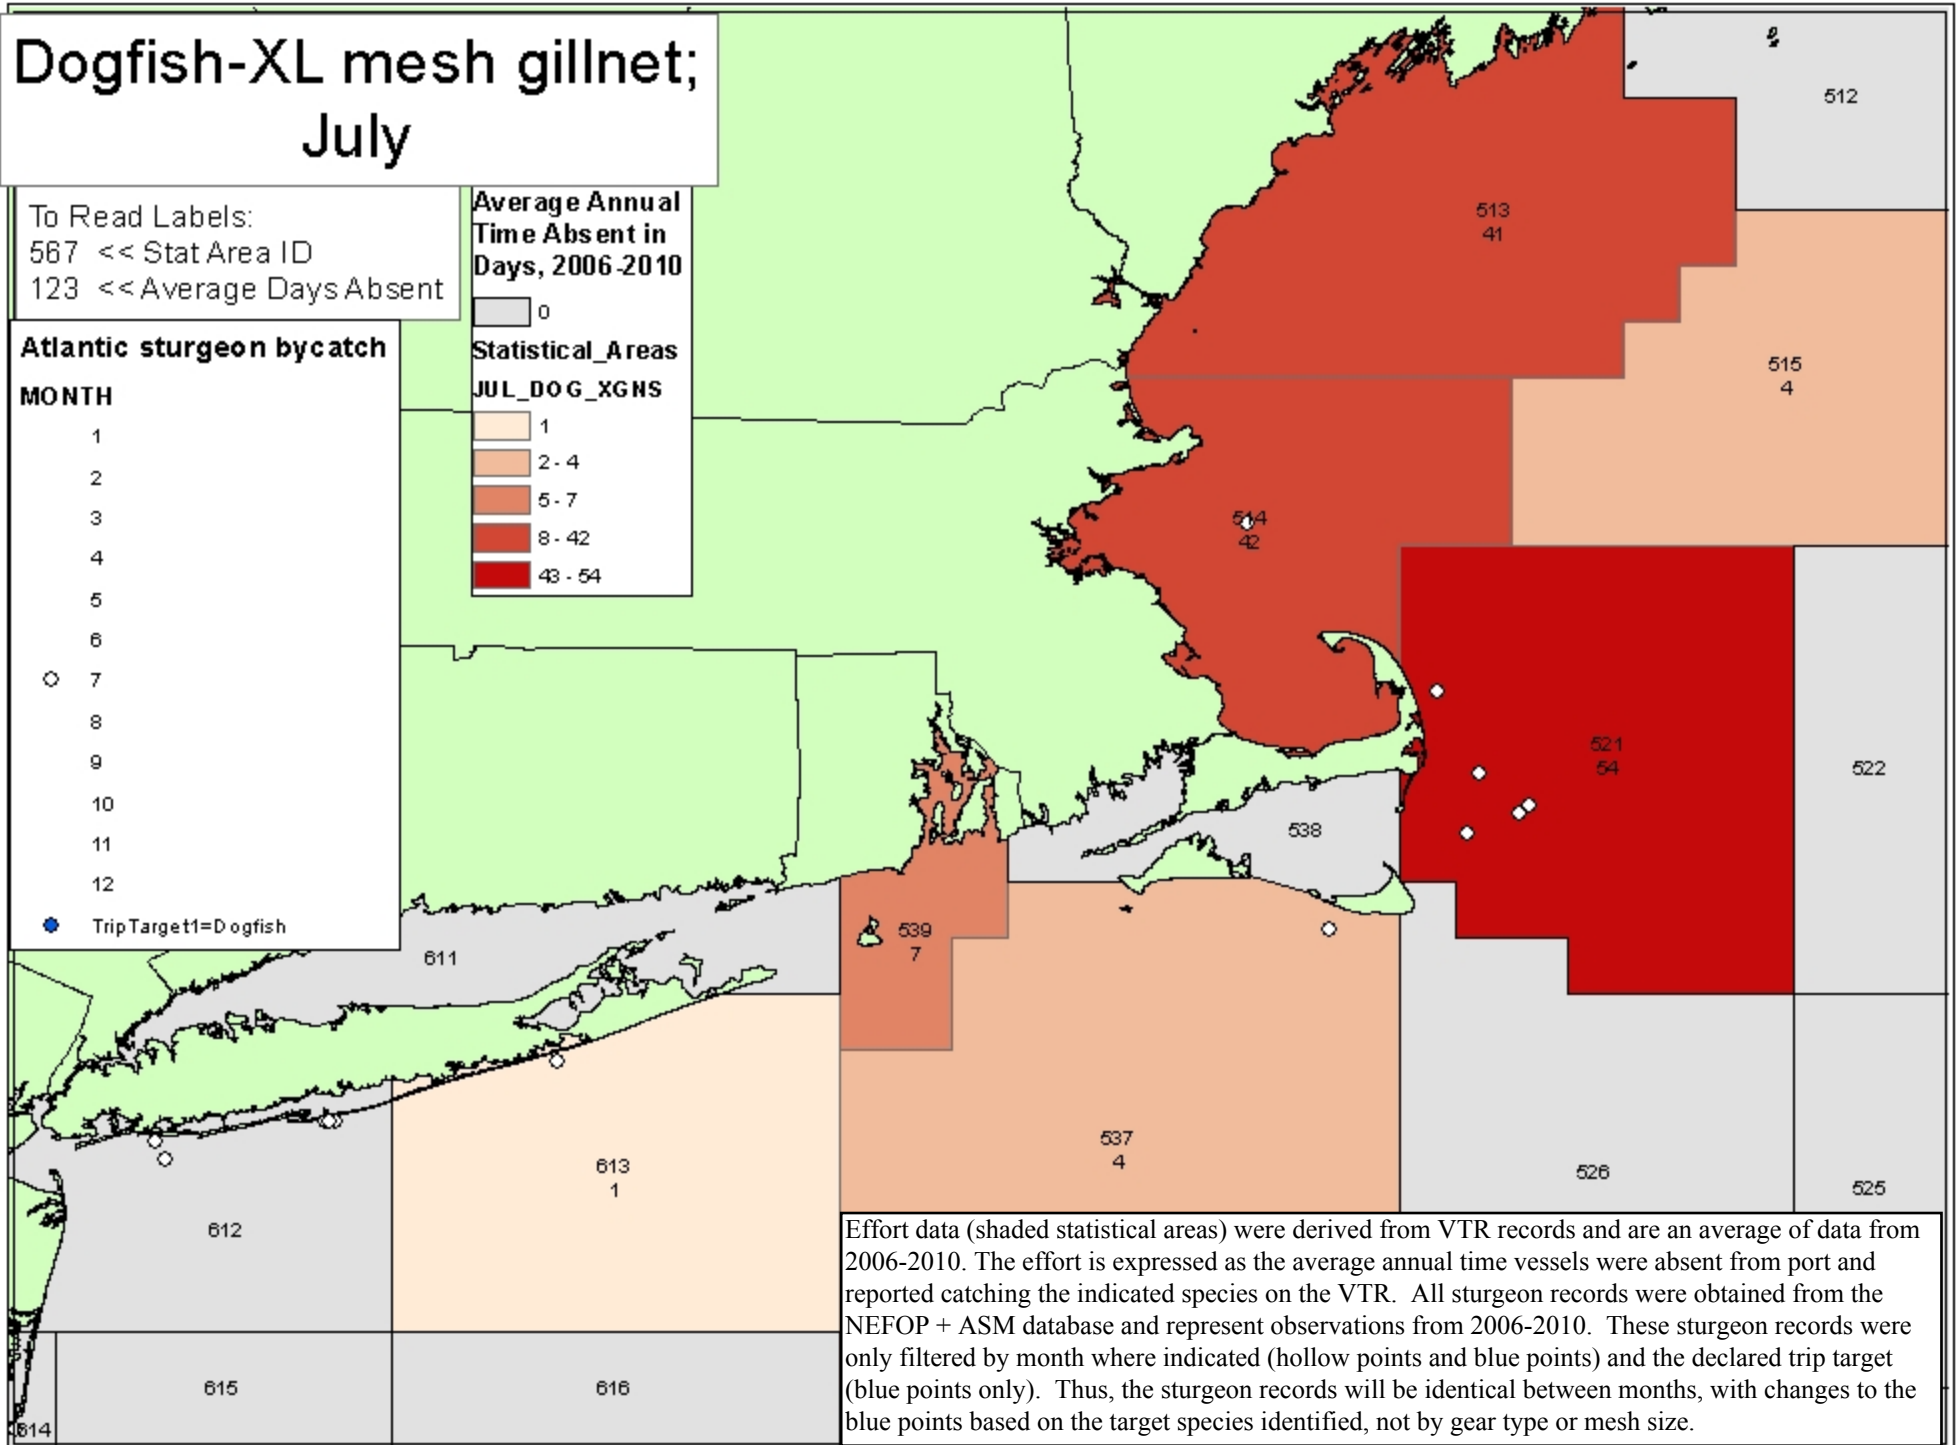 Dogfish-XL mesh gillnet;
July
To Read Labels:
567 << Stat Area ID
123 << Average Days Absent
Average Annual
Time Absent in
Days, 2006-2010
0
Statistical_Areas
JUL_DOG_XGNS
1
2 - 4
5 - 7
8 - 42
43 - 54
Atlantic sturgeon bycatch
MONTH
1
2
3
4
5
6
7
8
9
10
11
12
TripTarget1=Dogfish
512
513
41
515
4
514
42
521
54
522
538
539
7
611
537
4
526
525
613
1
612
615
616
614
Effort data (shaded statistical areas) were derived from VTR records and are an average of data from
2006-2010. The effort is expressed as the average annual time vessels were absent from port and
reported catching the indicated species on the VTR. All sturgeon records were obtained from the
NEFOP + ASM database and represent observations from 2006-2010. These sturgeon records were
only filtered by month where indicated (hollow points and blue points) and the declared trip target
(blue points only). Thus, the sturgeon records will be identical between months, with changes to the
blue points based on the target species identified, not by gear type or mesh size.